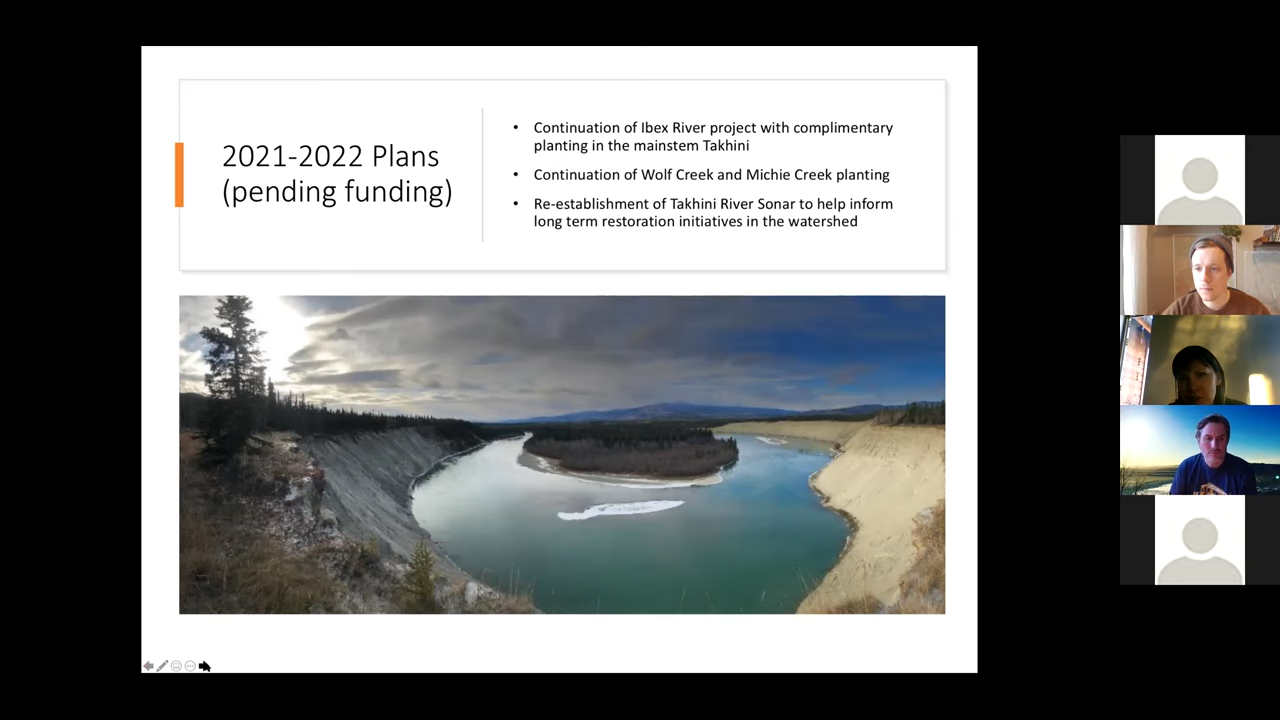 2021-2022 Plans
(pending funding)
• Continuation of Ibex River project with complimentary
planting in the mainstem Takhini
• Continuation of Wolf Creek and Michie Creek planting
• Re-establishment of Takhini River Sonar to help inform
long term restoration initiatives in the watershed